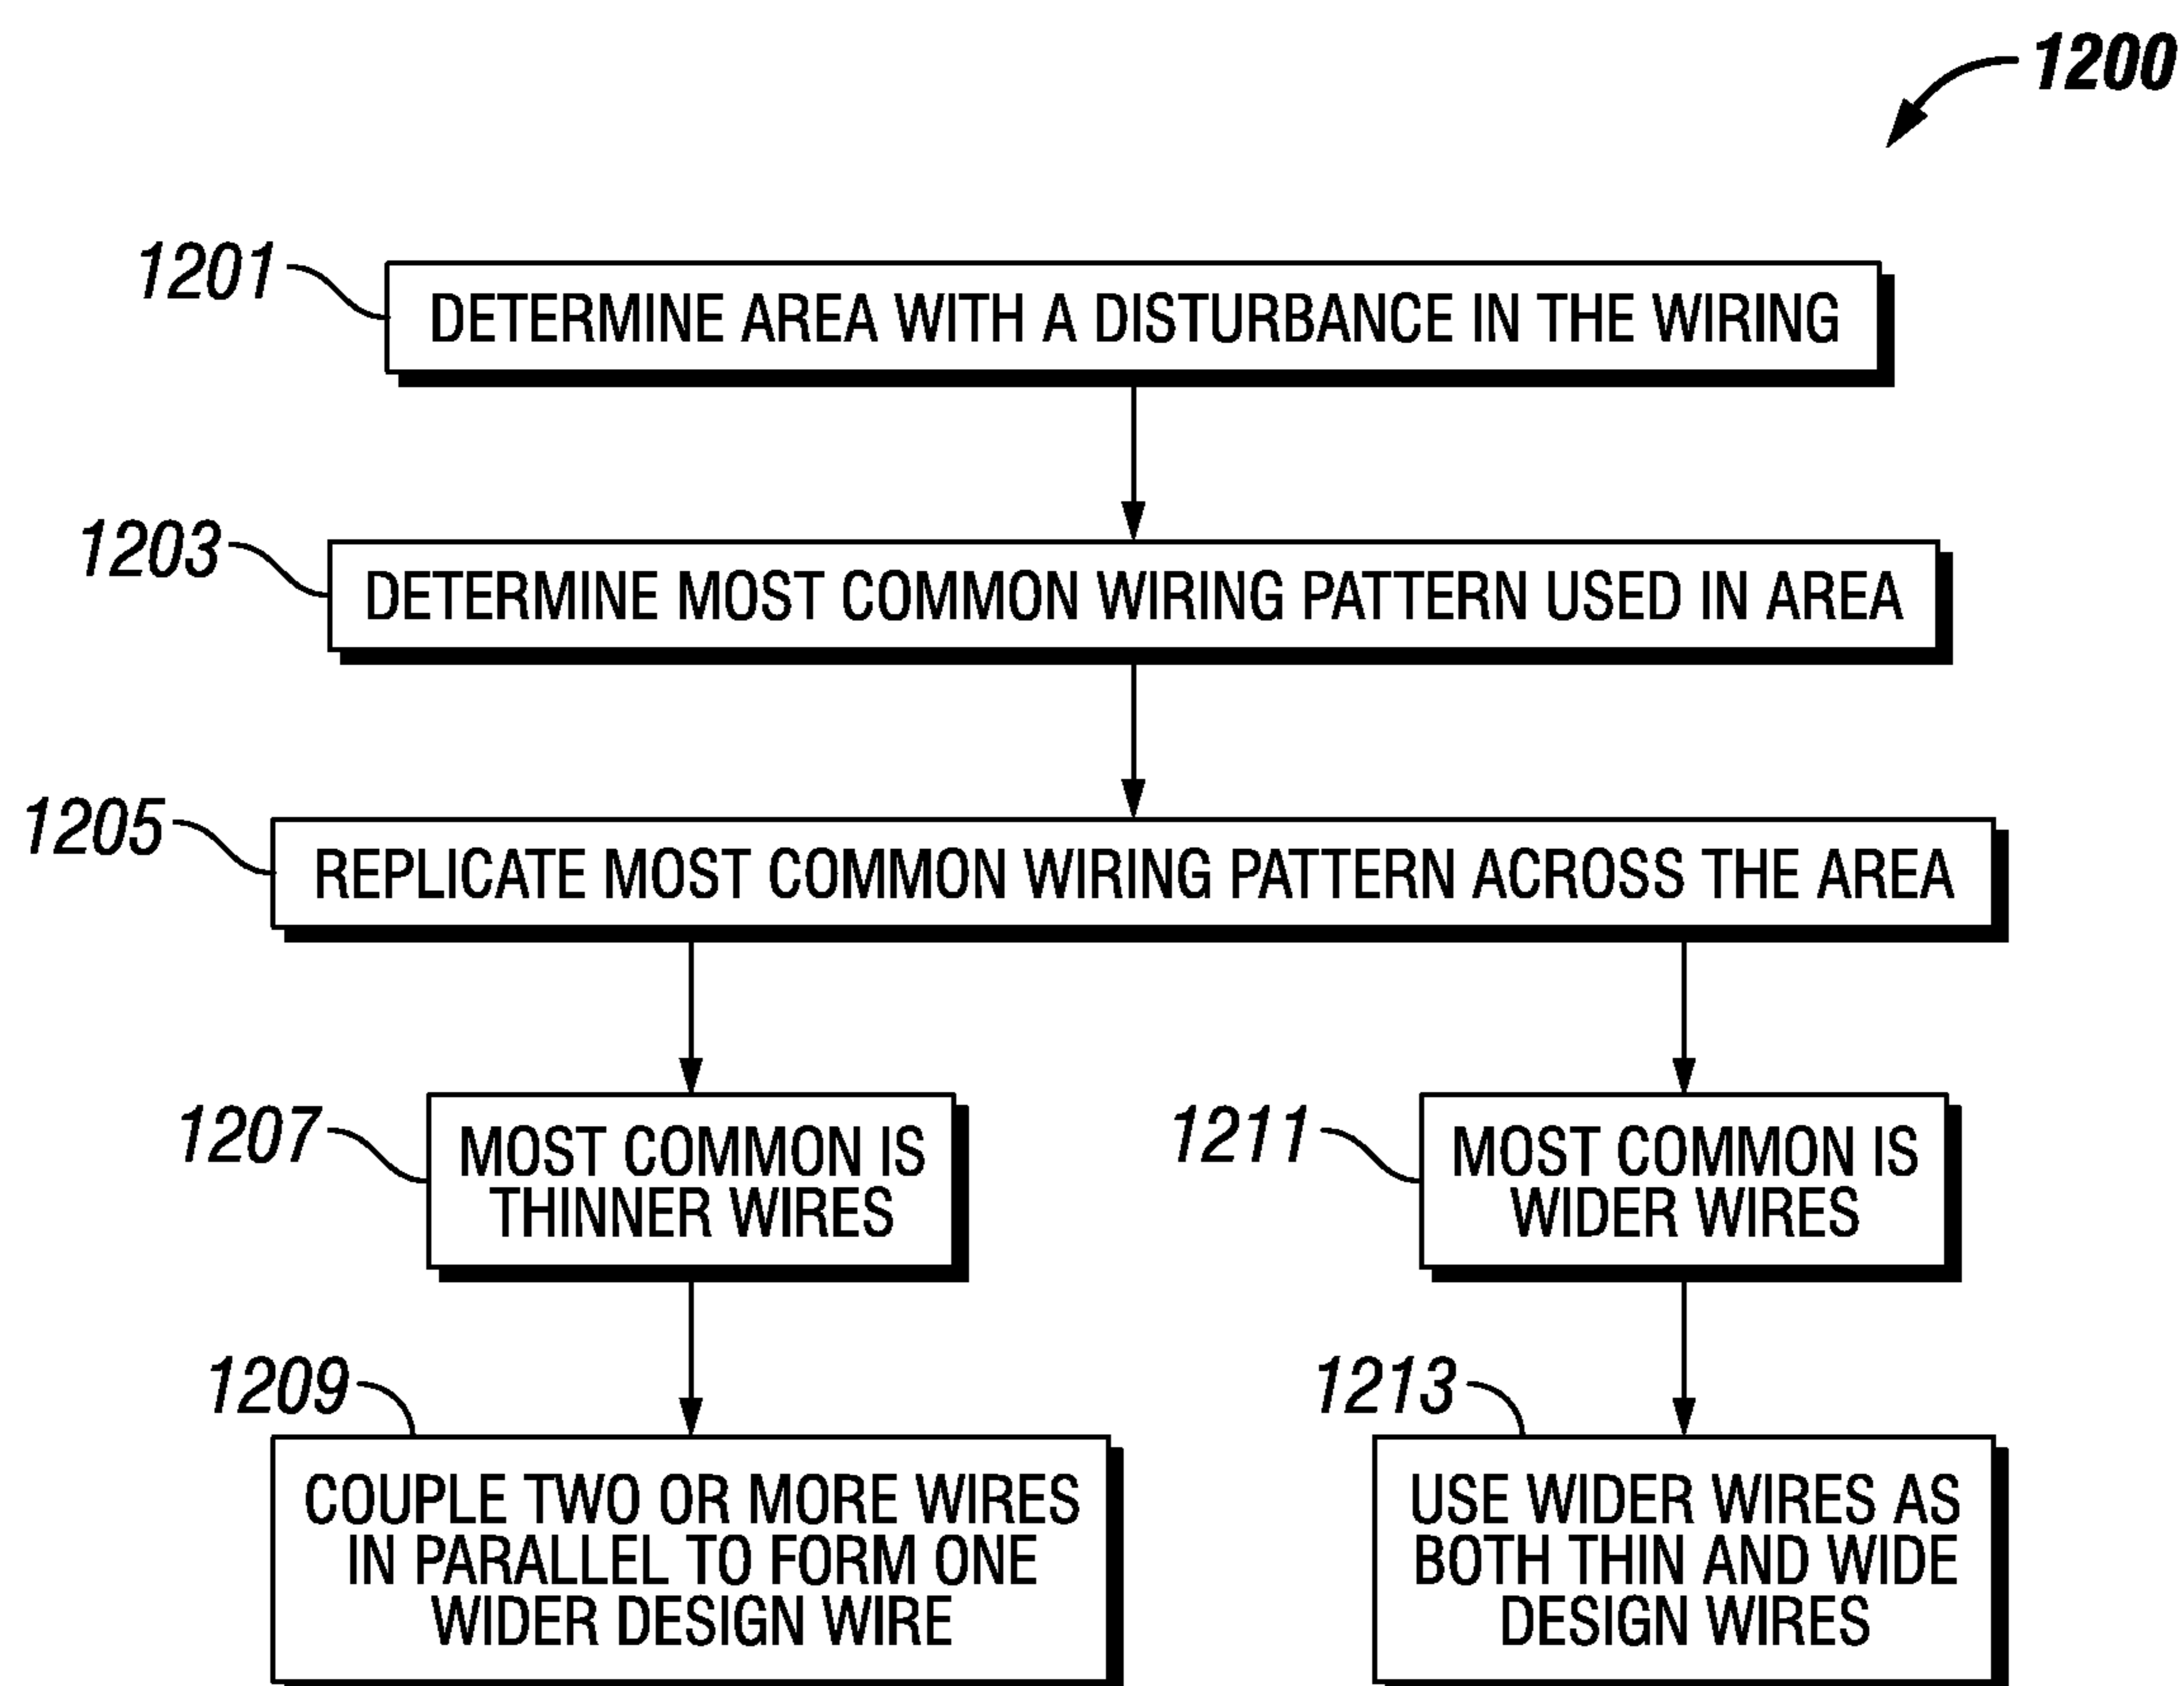 1200
1201
DETERMINE AREA WITH A DISTURBANCE IN THE WIRING
1203
DETERMINE MOST COMMON WIRING PATTERN USED IN AREA
1205
REPLICATE MOST COMMON WIRING PATTERN ACROSS THE AREA
1207
MOST COMMON IS
THINNER WIRES
1211
MOST COMMON IS
WIDER WIRES
1209
COUPLE TWO OR MORE WIRES
IN PARALLEL TO FORM ONE
WIDER DESIGN WIRE
1213
USE WIDER WIRES AS
BOTH THIN AND WIDE
DESIGN WIRES